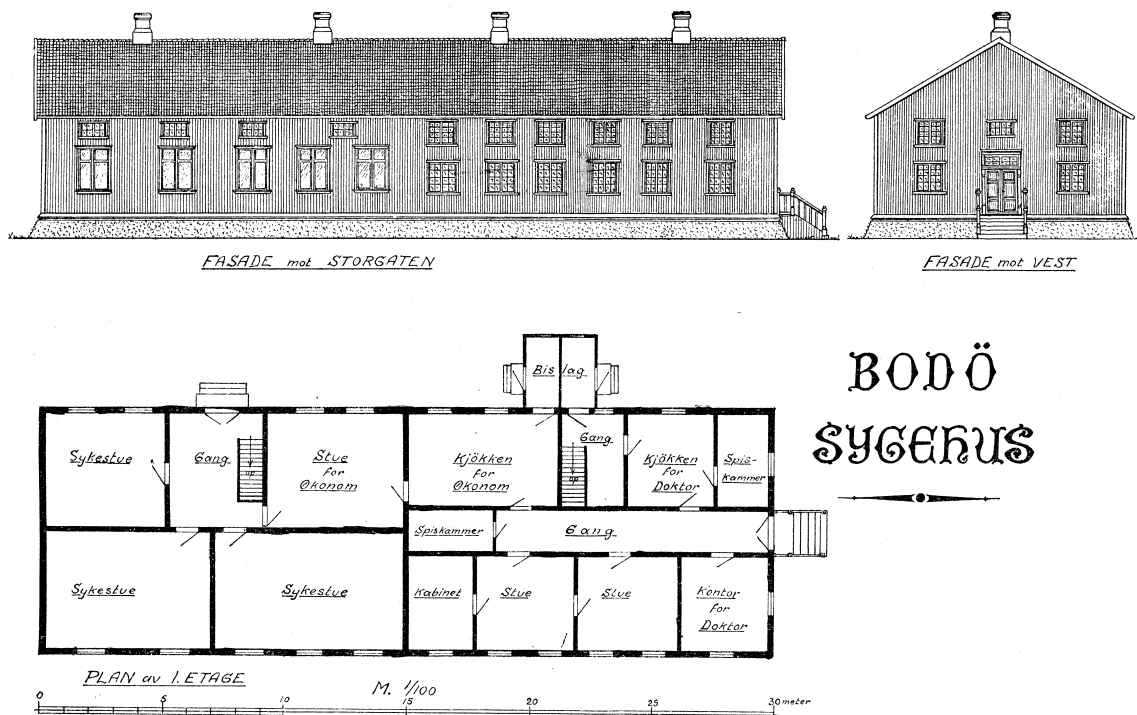 FASADE mot STORGATEN
FASADE mot VEST
BODÖ
SYGEHUS
Bislag
Sykestue
Gang
op
Stue
for
Økonom
Kjökken
for
Økonom
Gang
op
Kjökken
for
Doktor
Spis-
kammer
Spiskammer
Gang
Sykestue
Sykestue
Kabinet
Stue
Stue
Kontor
for
Doktor
PLAN av 1. ETAGE
M. 1/100
0 5 10 15 20 25 30 meter